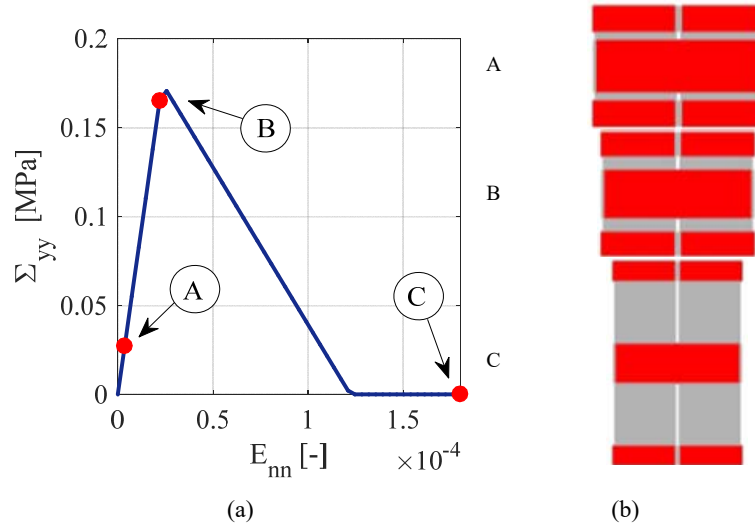 0.2
0.15
0.1
0.05
0
Σyy [MPa]
A
B
C
0 0.5 1 1.5
×10⁻⁴
Enn [-]
A
B
C
(a) (b)